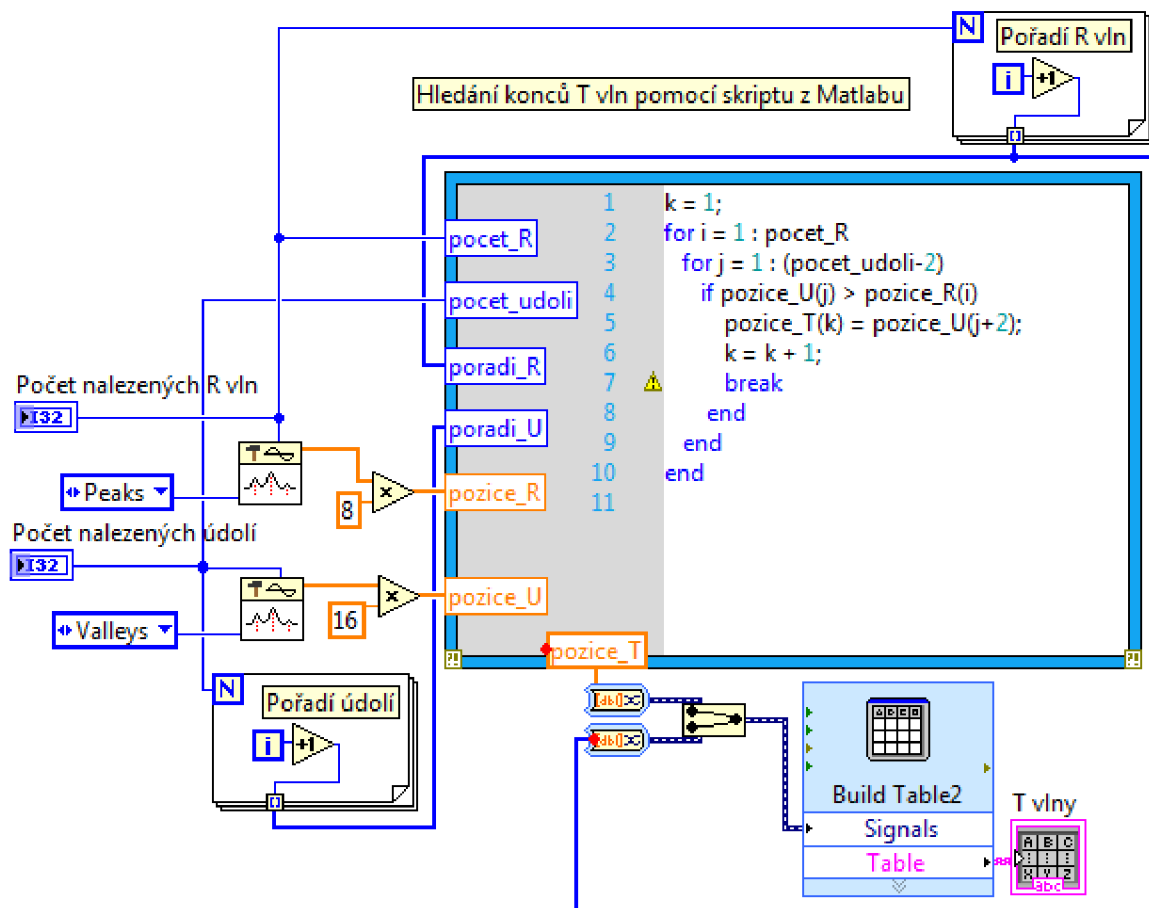 N
Pořadí R vln
i
+1
[]
Hledání konců T vln pomocí skriptu z Matlabu
pocet_R
pocet_udoli
poradi_R
poradi_U
pozice_R
pozice_U
pozice_T
1 k = 1;
2 for i = 1 : pocet_R
3 for j = 1 : (pocet_udoli-2)
4 if pozice_U(j) > pozice_R(i)
5 pozice_T(k) = pozice_U(j+2);
6 k = k + 1;
7 break
8 end
9 end
10 end
11
Počet nalezených R vln
I32
Peaks
x
8
Počet nalezených údolí
I32
Valleys
x
16
N
Pořadí údolí
i
+1
[]
?!
?!
[db[]
[db[]
A B C D
Build Table2
Signals
Table
T vlny
A B C
X Y Z
abc